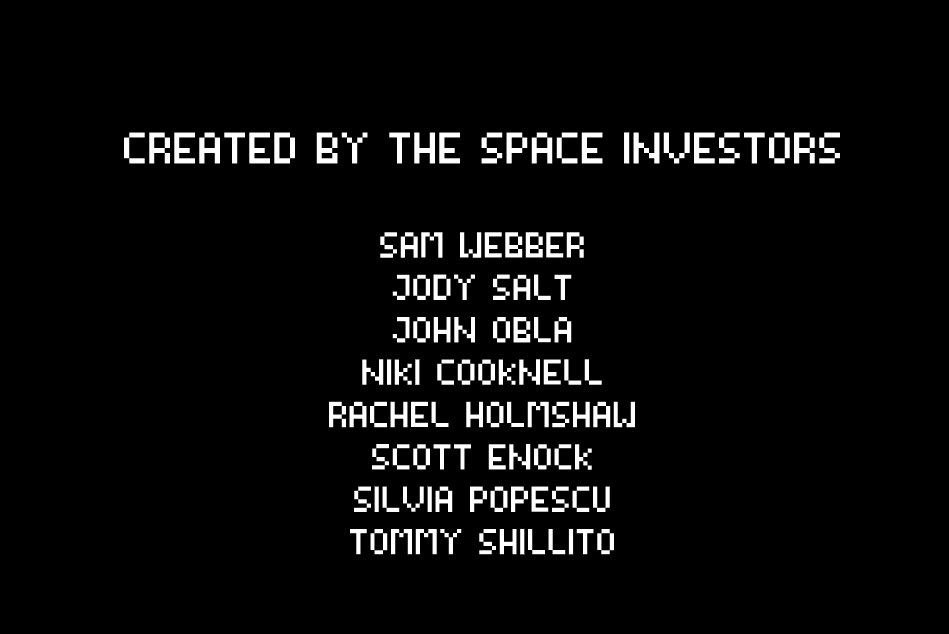 CREATED BY THE SPACE INVESTORS
SAM WEBBER
JODY SALT
JOHN OBLA
NIKI COOKNELL
RACHEL HOLMSHAW
SCOTT ENOCK
SILVIA POPESCU
TOMMY SHILLITO